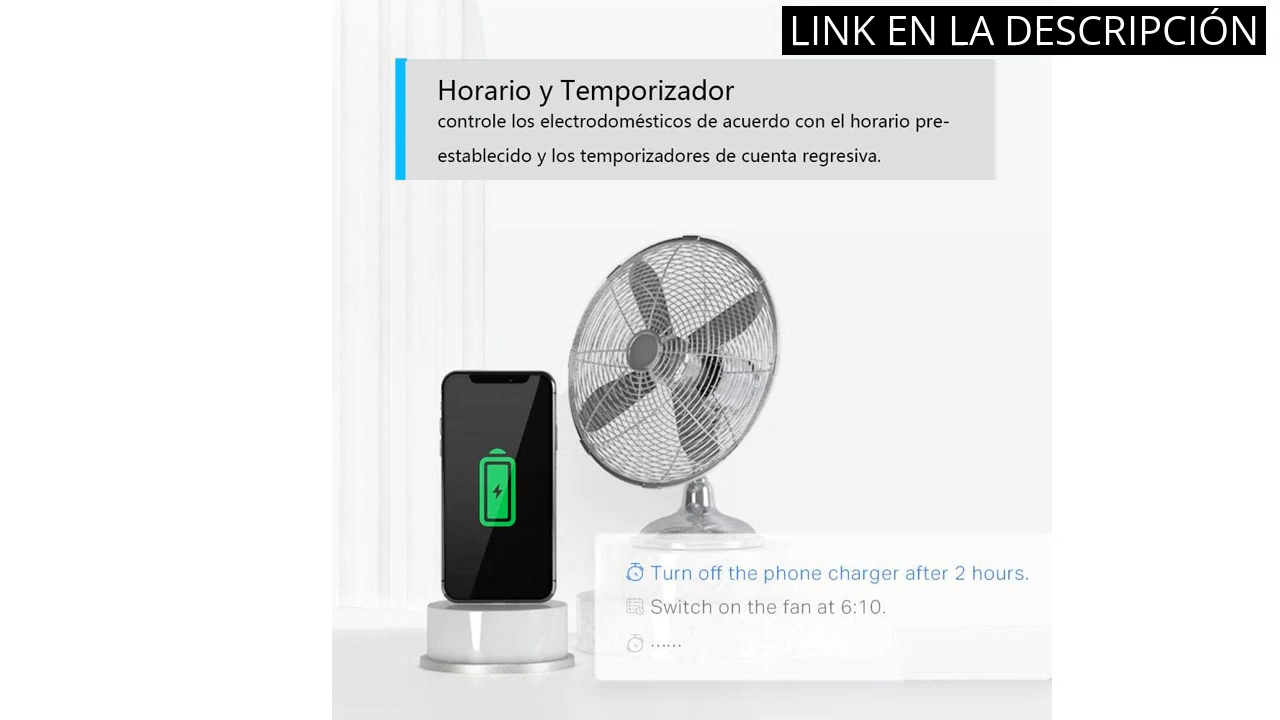 LINK EN LA DESCRIPCIÓN
Horario y Temporizador
controle los electrodomésticos de acuerdo con el horario pre-
establecido y los temporizadores de cuenta regresiva.
Turn off the phone charger after 2 hours.
Switch on the fan at 6:10.
......